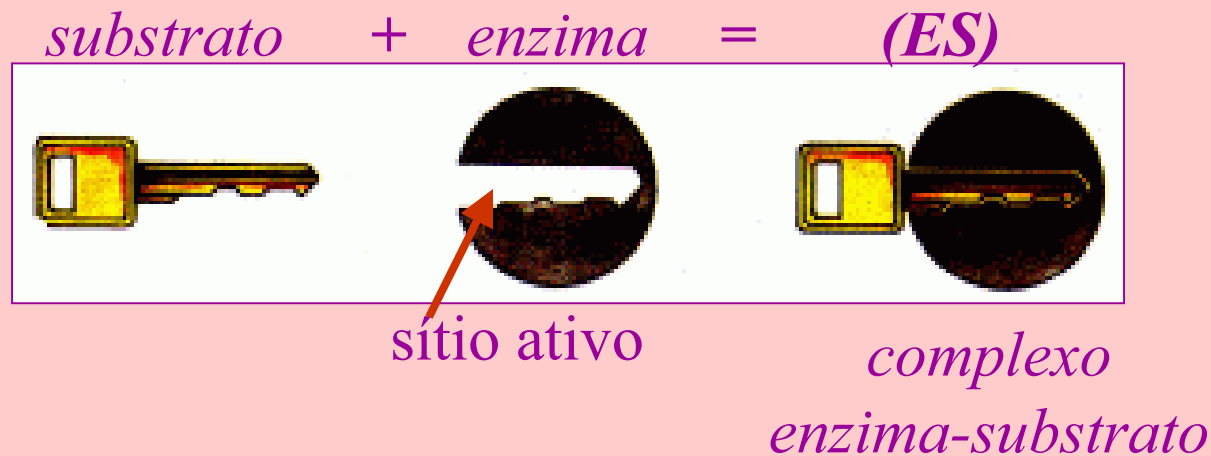 substrato + enzima = (ES)
sítio ativo
complexo
enzima-substrato